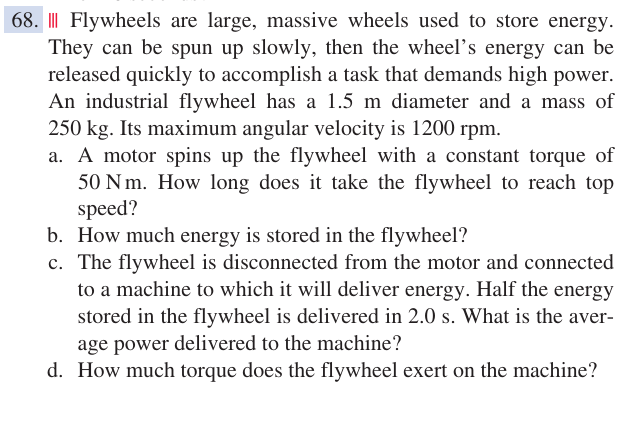 68. ||| Flywheels are large, massive wheels used to store energy.
They can be spun up slowly, then the wheel's energy can be
released quickly to accomplish a task that demands high power.
An industrial flywheel has a 1.5 m diameter and a mass of
250 kg. Its maximum angular velocity is 1200 rpm.
a. A motor spins up the flywheel with a constant torque of
50 N m. How long does it take the flywheel to reach top
speed?
b. How much energy is stored in the flywheel?
c. The flywheel is disconnected from the motor and connected
to a machine to which it will deliver energy. Half the energy
stored in the flywheel is delivered in 2.0 s. What is the aver-
age power delivered to the machine?
d. How much torque does the flywheel exert on the machine?